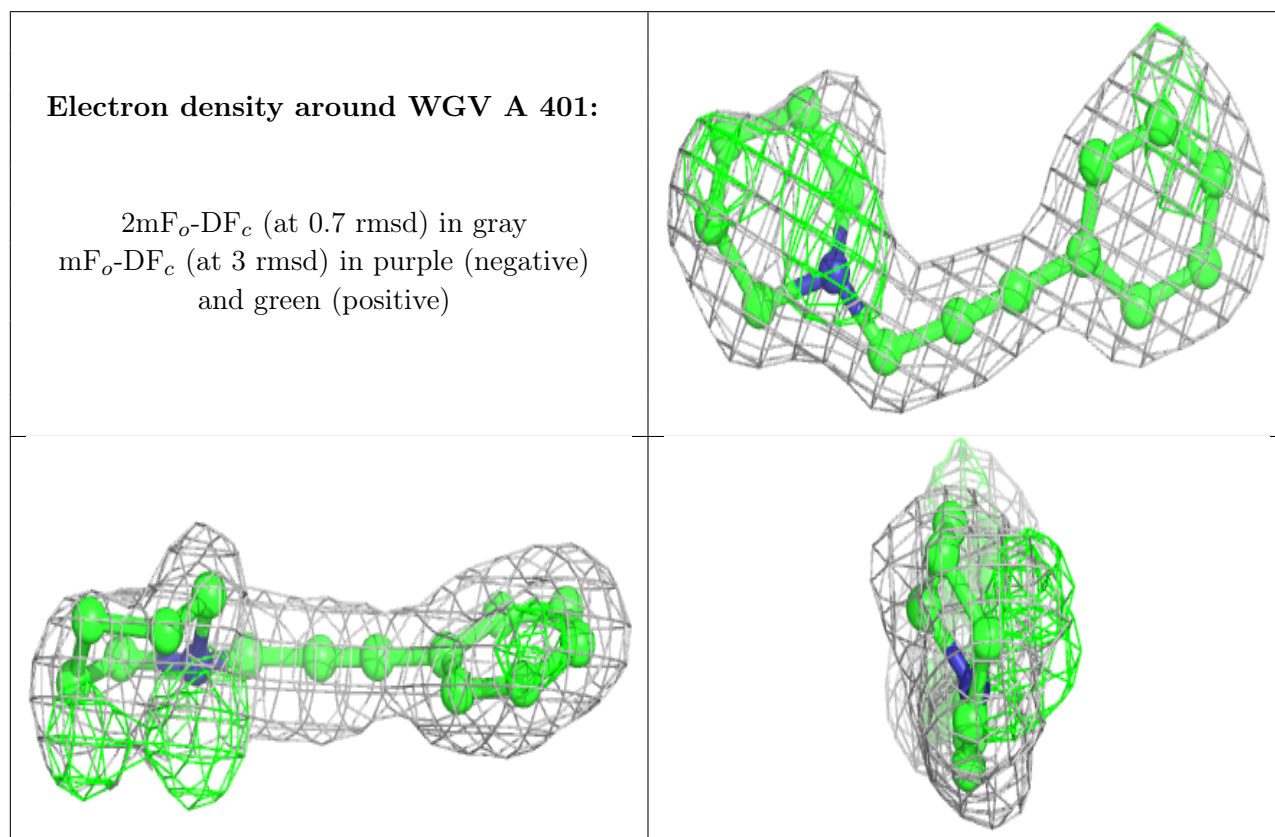 Electron density around WGV A 401:
2mFo-DFc (at 0.7 rmsd) in gray
mFo-DFc (at 3 rmsd) in purple (negative)
and green (positive)